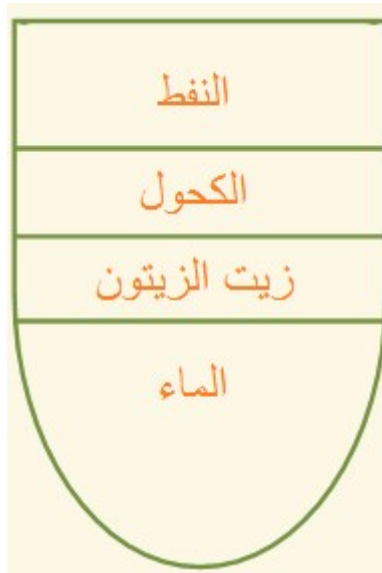 النفط
الكحول
زيت الزيتون
الماء